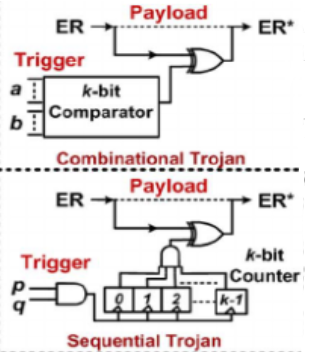 Payload
ER ER*
Trigger
a
k-bit
Comparator
b
Combinational Trojan
Payload
ER ER*
k-bit
Counter
Trigger
p
q
0 1 2 k-1
Sequential Trojan